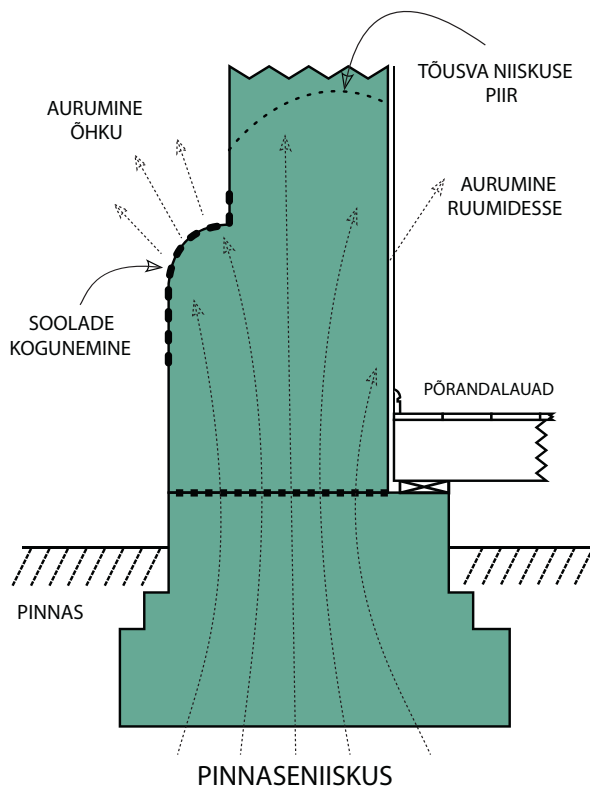 TÕUSVA NIISKUSE
PIIR
AURUMINE
ÕHKU
AURUMINE
RUUMIDESSE
SOOLADE
KOGUNEMINE
PÕRANDALAUAD
PINNAS
PINNASENIISKUS